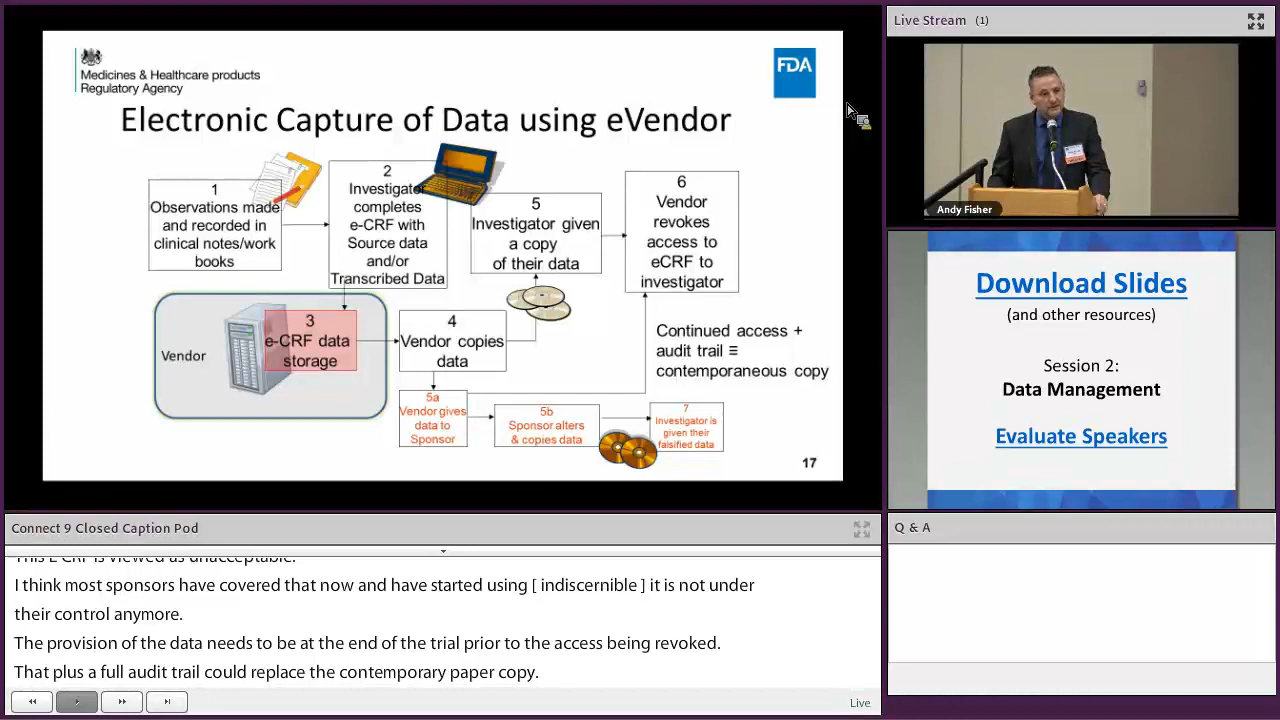 Medicines & Healthcare products
Regulatory Agency
FDA
Electronic Capture of Data using eVendor
1
Observations made
and recorded in
clinical notes/work
books
2
Investigator
completes
e-CRF with
Source data
and/or
Transcribed Data
5
Investigator given
a copy
of their data
6
Vendor
revokes
access to
eCRF to
investigator
Vendor
3
e-CRF data
storage
4
Vendor copies
data
Continued access +
audit trail ≡
contemporaneous copy
5a
Vendor gives
data to
Sponsor
5b
Sponsor alters
& copies data
7
Investigator is
given their
falsified data
17
Live Stream (1)
Andy Fisher
Download Slides
(and other resources)
Session 2:
Data Management
Evaluate Speakers
Connect 9 Closed Caption Pod
This E CRF is viewed as unacceptable.
I think most sponsors have covered that now and have started using [ indiscernible ] it is not under
their control anymore.
The provision of the data needs to be at the end of the trial prior to the access being revoked.
That plus a full audit trail could replace the contemporary paper copy.
Live
Q & A